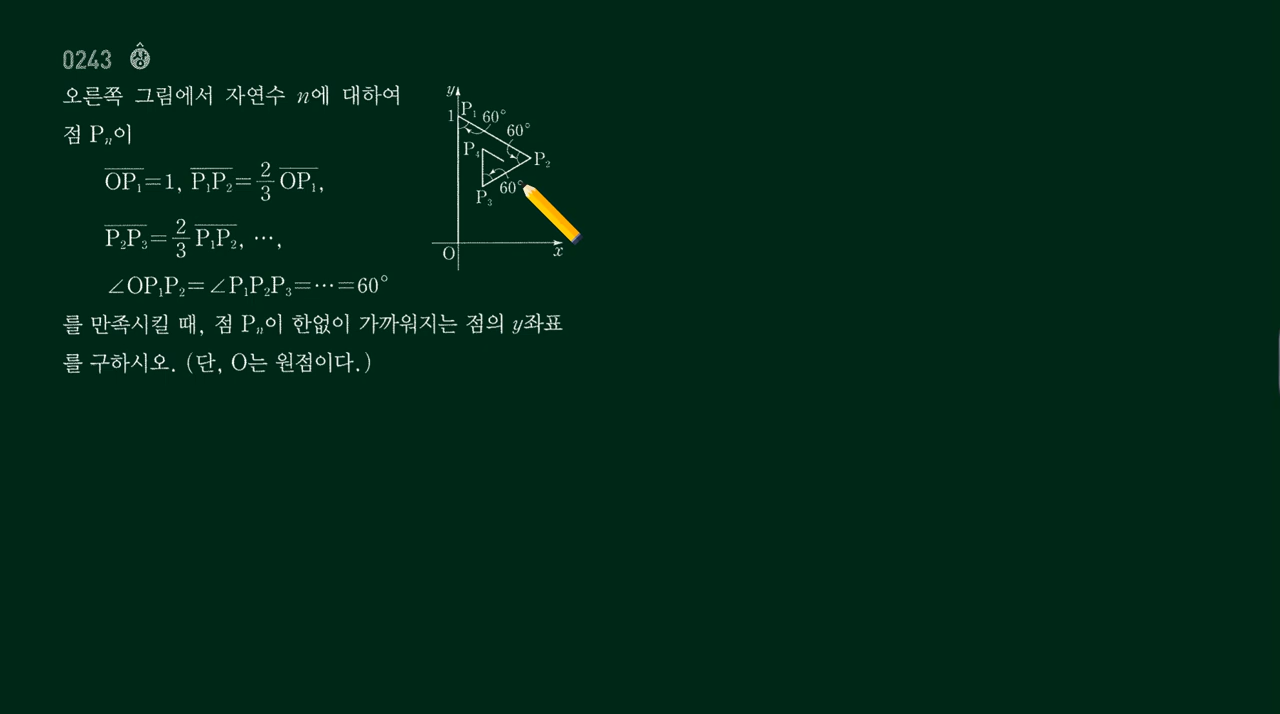 0243 상
오른쪽 그림에서 자연수 n에 대하여
점 Pₙ이
OP₁=1, P₁P₂=2/3 OP₁,
P₂P₃=2/3 P₁P₂, ⋯,
∠OP₁P₂=∠P₁P₂P₃=⋯=60°
를 만족시킬 때, 점 Pₙ이 한없이 가까워지는 점의 y좌표
를 구하시오. (단, O는 원점이다.)
y
P₁
1
60°
60°
P₄
P₂
60°
P₃
O
x